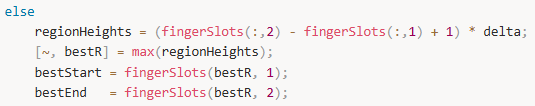 else
    regionHeights = (fingerSlots(:,2) - fingerSlots(:,1) + 1) * delta;
    [~, bestR] = max(regionHeights);
    bestStart = fingerSlots(bestR, 1);
    bestEnd   = fingerSlots(bestR, 2);